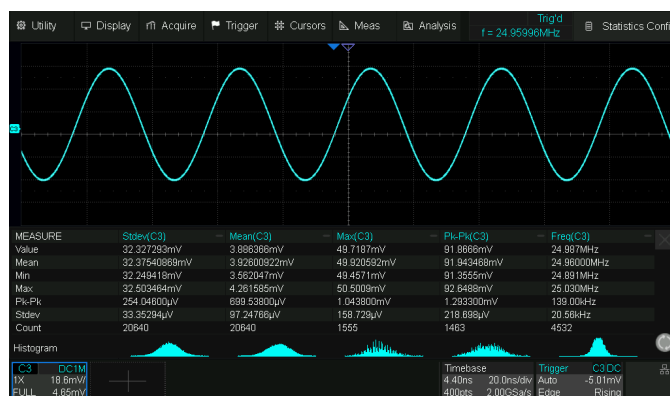 Utility Display Acquire Trigger Cursors Meas Analysis Trig'd Statistics Confi
f = 24.95996MHz
C3
MEASURE Stdev(C3) Mean(C3) Max(C3) Pk-Pk(C3) Freq(C3)
Value 32.327293mV 3.886366mV 49.7187mV 91.8666mV 24.987MHz
Mean 32.37540869mV 3.92600922mV 49.920592mV 91.943468mV 24.96000MHz
Min 32.249418mV 3.562047mV 49.4571mV 91.3555mV 24.891MHz
Max 32.503464mV 4.261585mV 50.5009mV 92.6488mV 25.030MHz
Pk-Pk 254.04600µV 699.53800µV 1.043800mV 1.293300mV 139.00kHz
Stdev 33.35294µV 97.24766µV 158.729µV 218.698µV 20.56kHz
Count 20640 20640 1555 1463 4532
Histogram
C3 DC1M Timebase Trigger C3:DC
1X 18.6mV/ 4.40ns 20.0ns/div Auto -5.01mV
FULL 4.65mV 400pts 2.00GSa/s Edge Rising